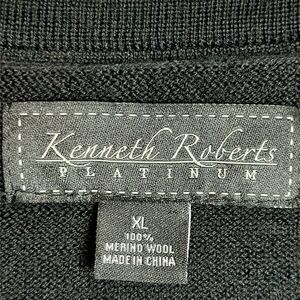 Kenneth Roberts
PLATINUM
XL
100%
MERINO WOOL
MADE IN CHINA